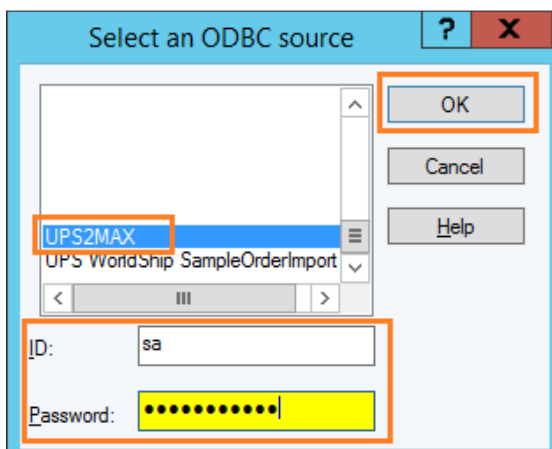 Select an ODBC source
?
X
OK
Cancel
Help
UPS2MAX
UPS WorldShip SampleOrderImport
ID:
sa
Password:
●●●●●●●●●●●